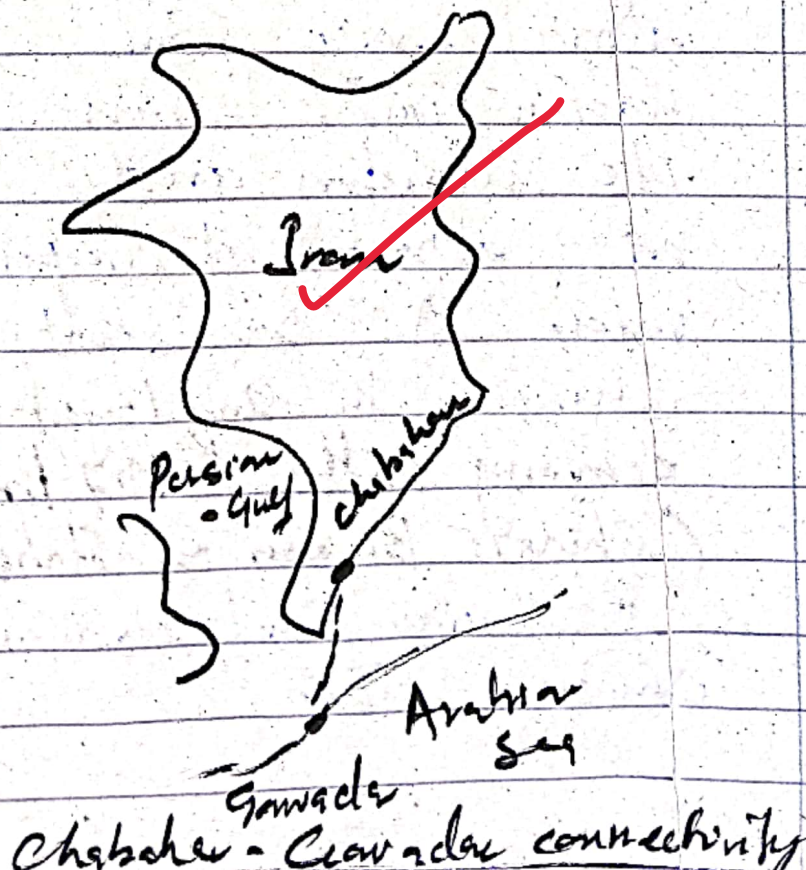 Iran
Chabahar
Persian
Gulf
Arabian
Sea
Gawadar
Chabahar - Gawadar connectivity